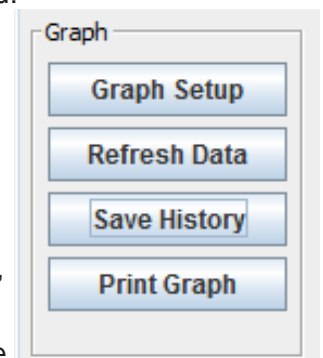 Graph
Graph Setup
Refresh Data
Save History
Print Graph